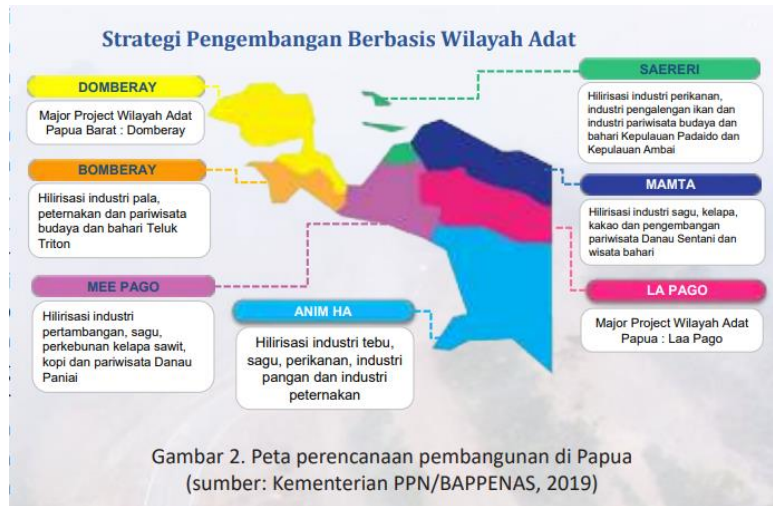 Strategi Pengembangan Berbasis Wilayah Adat
DOMBERAY
Major Project Wilayah Adat
Papua Barat : Domberay
BOMBERAY
Hilirisasi industri pala,
peternakan dan pariwisata
budaya dan bahari Teluk
Triton
MEE PAGO
Hilirisasi industri
pertambangan, sagu,
perkebunan kelapa sawit,
kopi dan pariwisata Danau
Paniai
ANIM HA
Hilirisasi industri tebu,
sagu, perikanan, industri
pangan dan industri
peternakan
SAERERI
Hilirisasi industri perikanan,
industri pengalengan ikan dan
industri pariwisata budaya dan
bahari Kepulauan Padaido dan
Kepulauan Ambai
MAMTA
Hilirisasi industri sagu, kelapa,
kakao dan pengembangan
pariwisata Danau Sentani dan
wisata bahari
LA PAGO
Major Project Wilayah Adat
Papua : Laa Pago
Gambar 2. Peta perencanaan pembangunan di Papua
(sumber: Kementerian PPN/BAPPENAS, 2019)